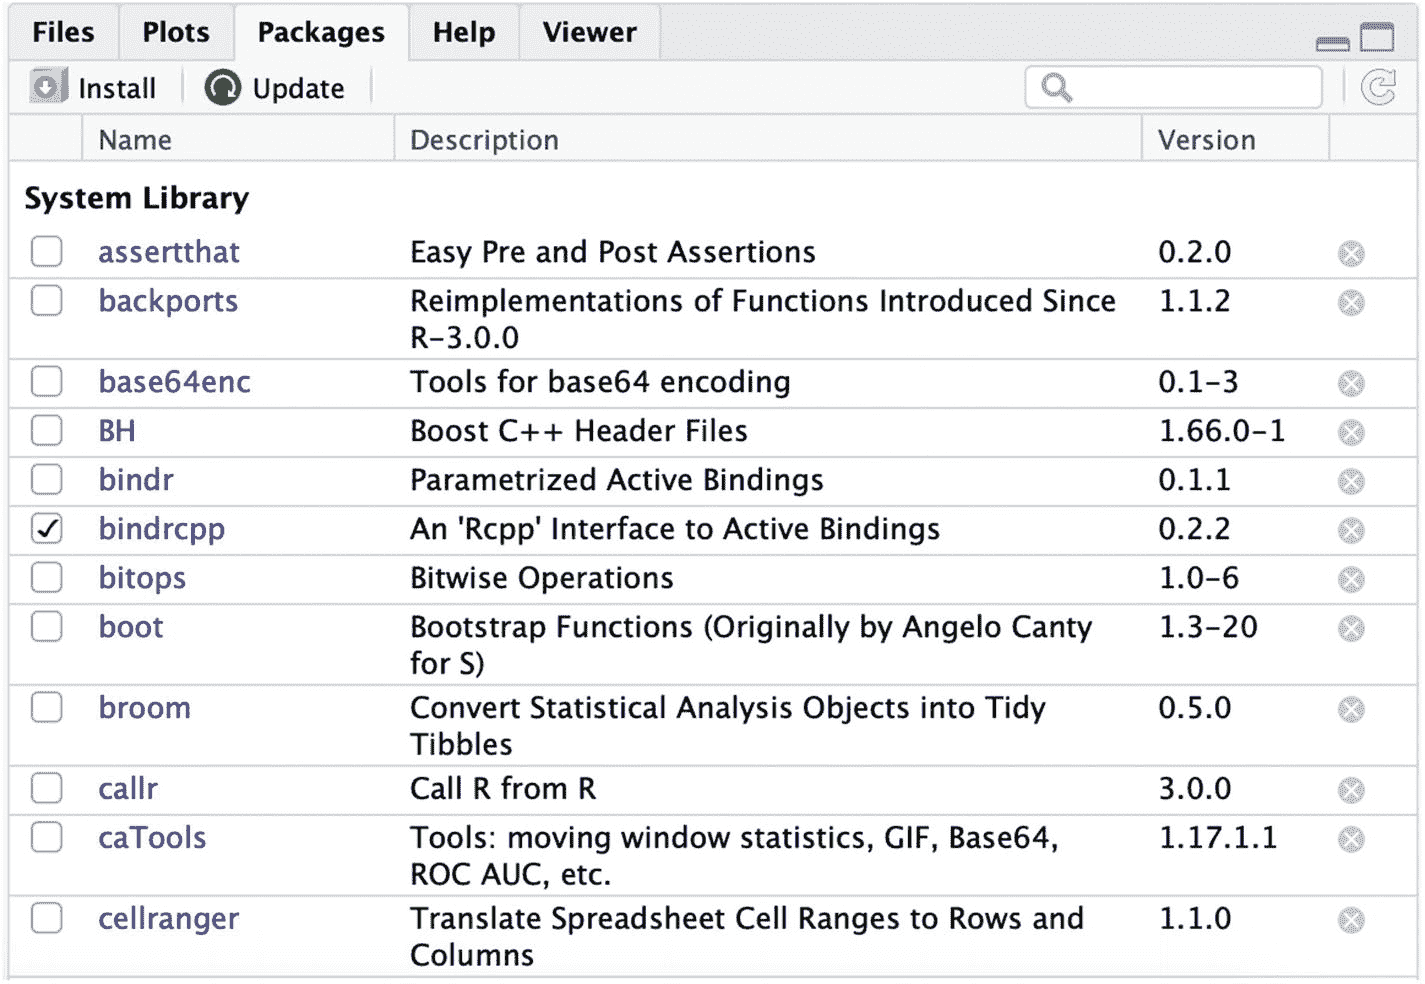 Files Plots Packages Help Viewer
Install Update
Name Description Version
System Library
assertthat Easy Pre and Post Assertions 0.2.0
backports Reimplementations of Functions Introduced Since 1.1.2
R-3.0.0
base64enc Tools for base64 encoding 0.1-3
BH Boost C++ Header Files 1.66.0-1
bindr Parametrized Active Bindings 0.1.1
bindrcpp An 'Rcpp' Interface to Active Bindings 0.2.2
bitops Bitwise Operations 1.0-6
boot Bootstrap Functions (Originally by Angelo Canty 1.3-20
for S)
broom Convert Statistical Analysis Objects into Tidy 0.5.0
Tibbles
callr Call R from R 3.0.0
caTools Tools: moving window statistics, GIF, Base64, 1.17.1.1
ROC AUC, etc.
cellranger Translate Spreadsheet Cell Ranges to Rows and 1.1.0
Columns